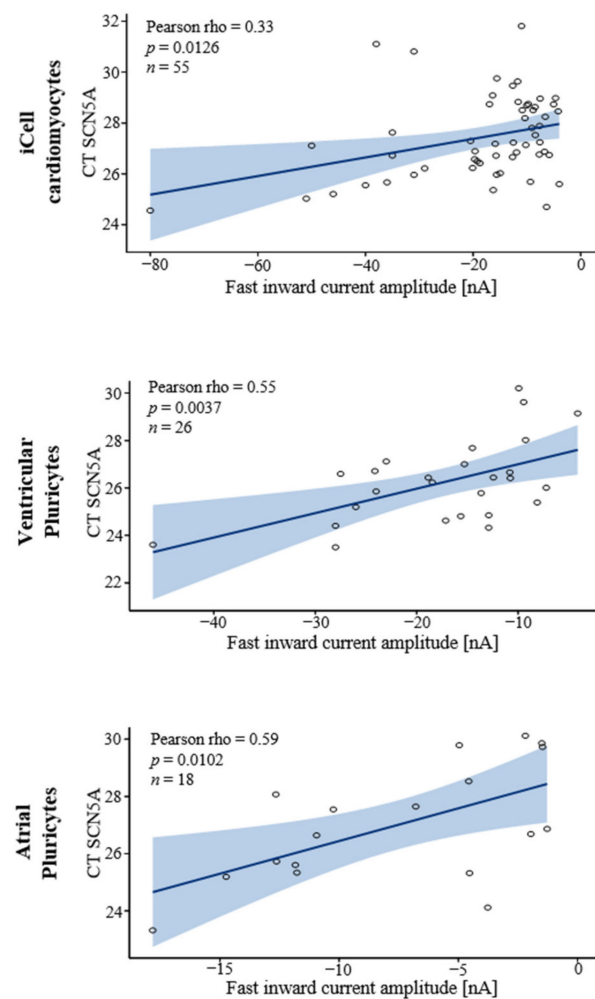 iCell
cardiomyocytes
CT SCN5A
32
30
28
26
24
Pearson rho = 0.33
p = 0.0126
n = 55
−80
−60
−40
−20
0
Fast inward current amplitude [nA]
Ventricular
Pluricytes
CT SCN5A
30
28
26
24
22
Pearson rho = 0.55
p = 0.0037
n = 26
−40
−30
−20
−10
Fast inward current amplitude [nA]
Atrial
Pluricytes
CT SCN5A
30
28
26
24
Pearson rho = 0.59
p = 0.0102
n = 18
−15
−10
−5
0
Fast inward current amplitude [nA]